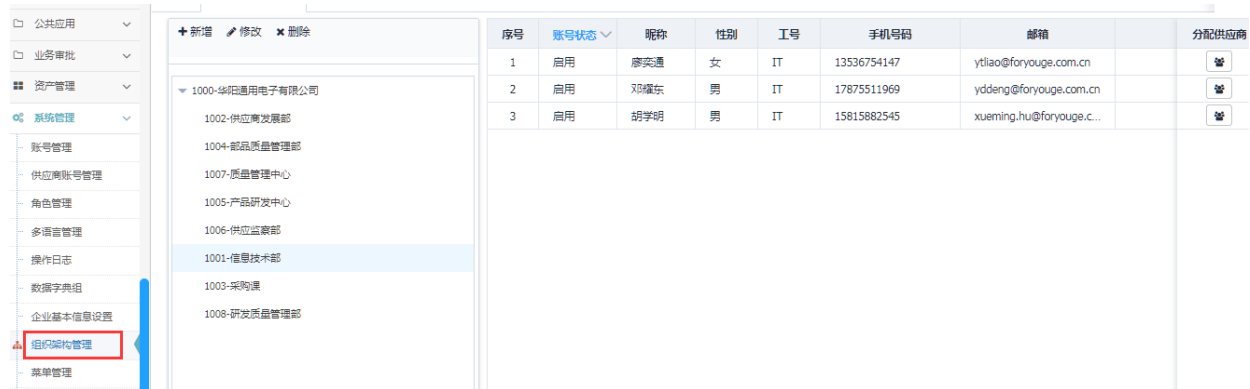 公共应用
业务审批
资产管理
系统管理
账号管理
供应商账号管理
角色管理
多语言管理
操作日志
数据字典组
企业基本信息设置
组织架构管理
菜单管理
新增 修改 删除
1000-华阳通用电子有限公司
1002-供应商发展部
1004-部品质量管理部
1007-质量管理中心
1005-产品研发中心
1006-供应监察部
1001-信息技术部
1003-采购课
1008-研发质量管理部
序号 账号状态 昵称 性别 工号 手机号码 邮箱 分配供应商
1 启用 廖奕通 女 IT 13536754147 ytliao@foryouge.com.cn
2 启用 邓耀东 男 IT 17875511969 yddeng@foryouge.com.cn
3 启用 胡学明 男 IT 15815882545 xueming.hu@foryouge.c...